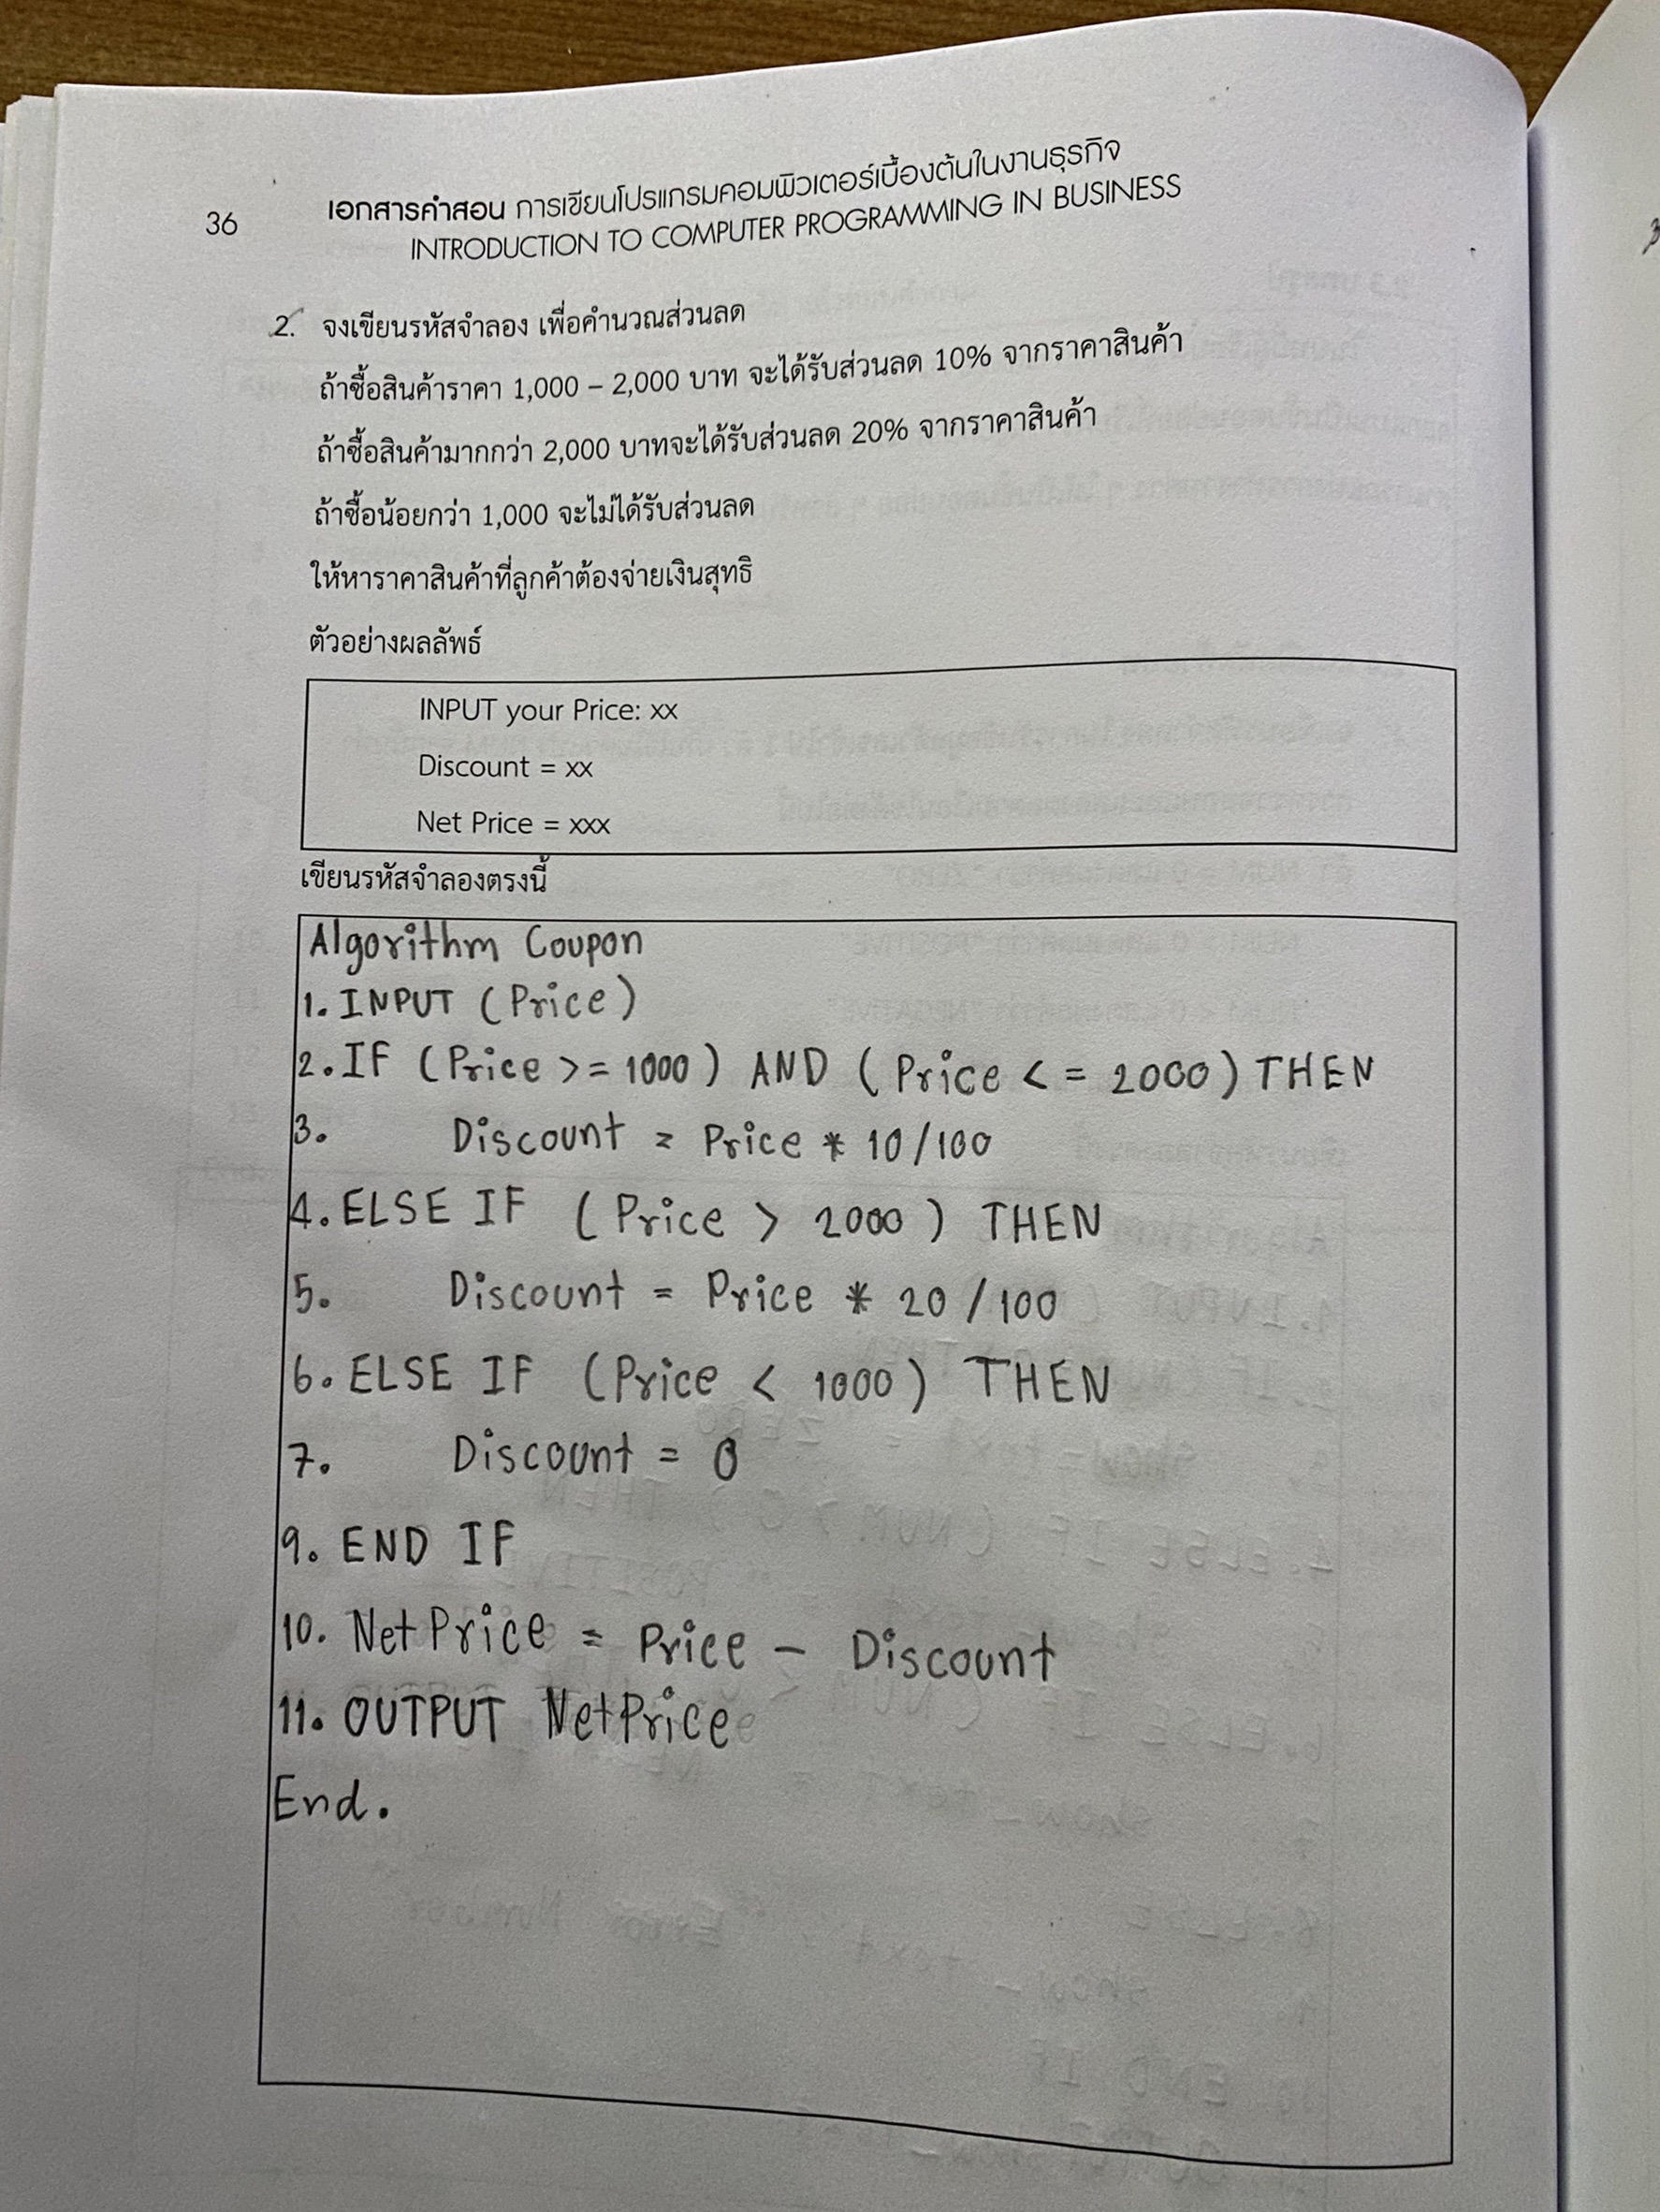 36
เอกสารคำสอน การเขียนโปรแกรมคอมพิวเตอร์เบื้องต้นในงานธุรกิจ
INTRODUCTION TO COMPUTER PROGRAMMING IN BUSINESS
2. จงเขียนรหัสจำลอง เพื่อคำนวณส่วนลด
ถ้าซื้อสินค้าราคา 1,000 – 2,000 บาท จะได้รับส่วนลด 10% จากราคาสินค้า
ถ้าซื้อสินค้ามากกว่า 2,000 บาทจะได้รับส่วนลด 20% จากราคาสินค้า
ถ้าซื้อน้อยกว่า 1,000 จะไม่ได้รับส่วนลด
ให้หาราคาสินค้าที่ลูกค้าต้องจ่ายเงินสุทธิ
ตัวอย่างผลลัพธ์
INPUT your Price: xx
Discount = xx
Net Price = xxx
เขียนรหัสจำลองตรงนี้
Algorithm Coupon
1. INPUT (Price)
2. IF (Price >= 1000) AND (Price <= 2000) THEN
3. Discount = Price * 10/100
4. ELSE IF (Price > 2000) THEN
5. Discount = Price * 20/100
6. ELSE IF (Price < 1000) THEN
7. Discount = 0
9. END IF
10. NetPrice = Price - Discount
11. OUTPUT NetPrice
End.